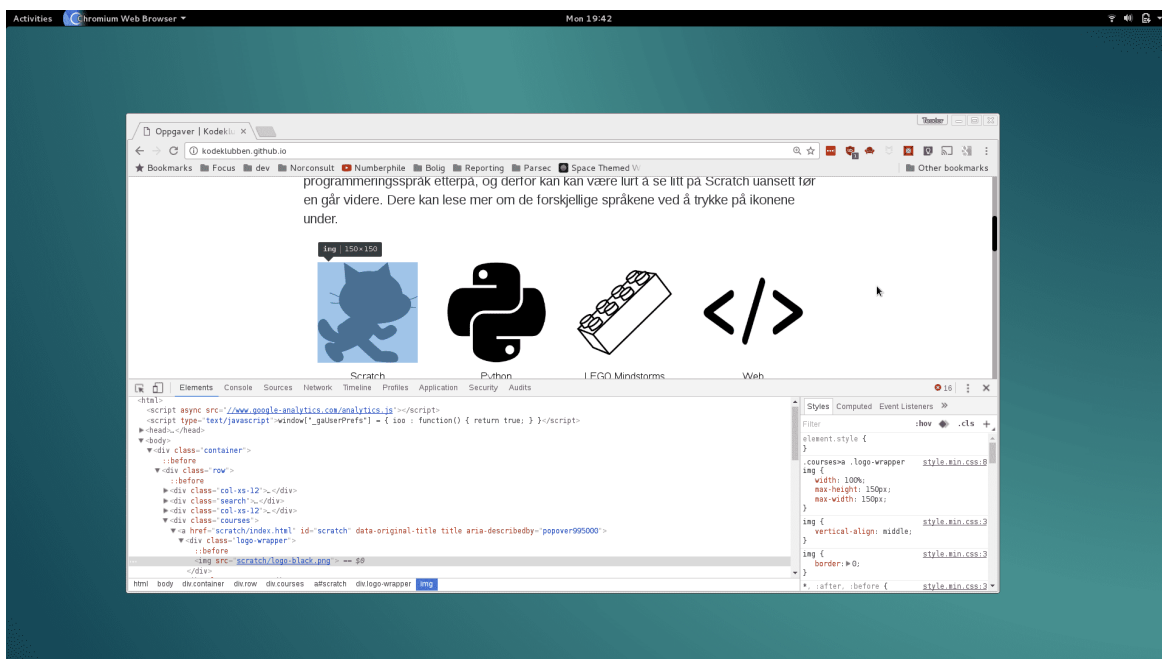 Activities Chromium Web Browser Mon 19:42
Oppgaver | Kodeklu
kodeklubben.github.io
Bookmarks Focus dev Norconsult Numberphile Bolig Reporting Parsec Space Themed W Other bookmarks
programmeringsspråk etterpå, og derfor kan kan være lurt å se litt på Scratch uansett før
en går videre. Dere kan lese mer om de forskjellige språkene ved å trykke på ikonene
under.
img | 150×150
</>
Scratch Python LEGO Mindstorms Web
Elements Console Sources Network Timeline Profiles Application Security Audits 16
<html>
<script async src="//www.google-analytics.com/analytics.js"></script>
<script type="text/javascript">window["_gaUserPrefs"] = { ioo : function() { return true; } }</script>
<head>…</head>
<body>
<div class="container">
::before
<div class="row">
::before
<div class="col-xs-12">…</div>
<div class="search">…</div>
<div class="col-xs-12">…</div>
<div class="courses">
<a href="scratch/index.html" id="scratch" data-original-title title aria-describedby="popover995000">
<div class="logo-wrapper">
::before
<img src="scratch/logo-black.png"> == $0
</div>
html body div.container div.row div.courses a#scratch div.logo-wrapper img
Styles Computed Event Listeners »
Filter :hov .cls +
element.style {
}
.courses>a .logo-wrapper style.min.css:8
img {
width: 100%;
max-height: 150px;
max-width: 150px;
}
img { style.min.css:3
vertical-align: middle;
}
img { style.min.css:3
border: 0;
}
*, :after, :before { style.min.css:3